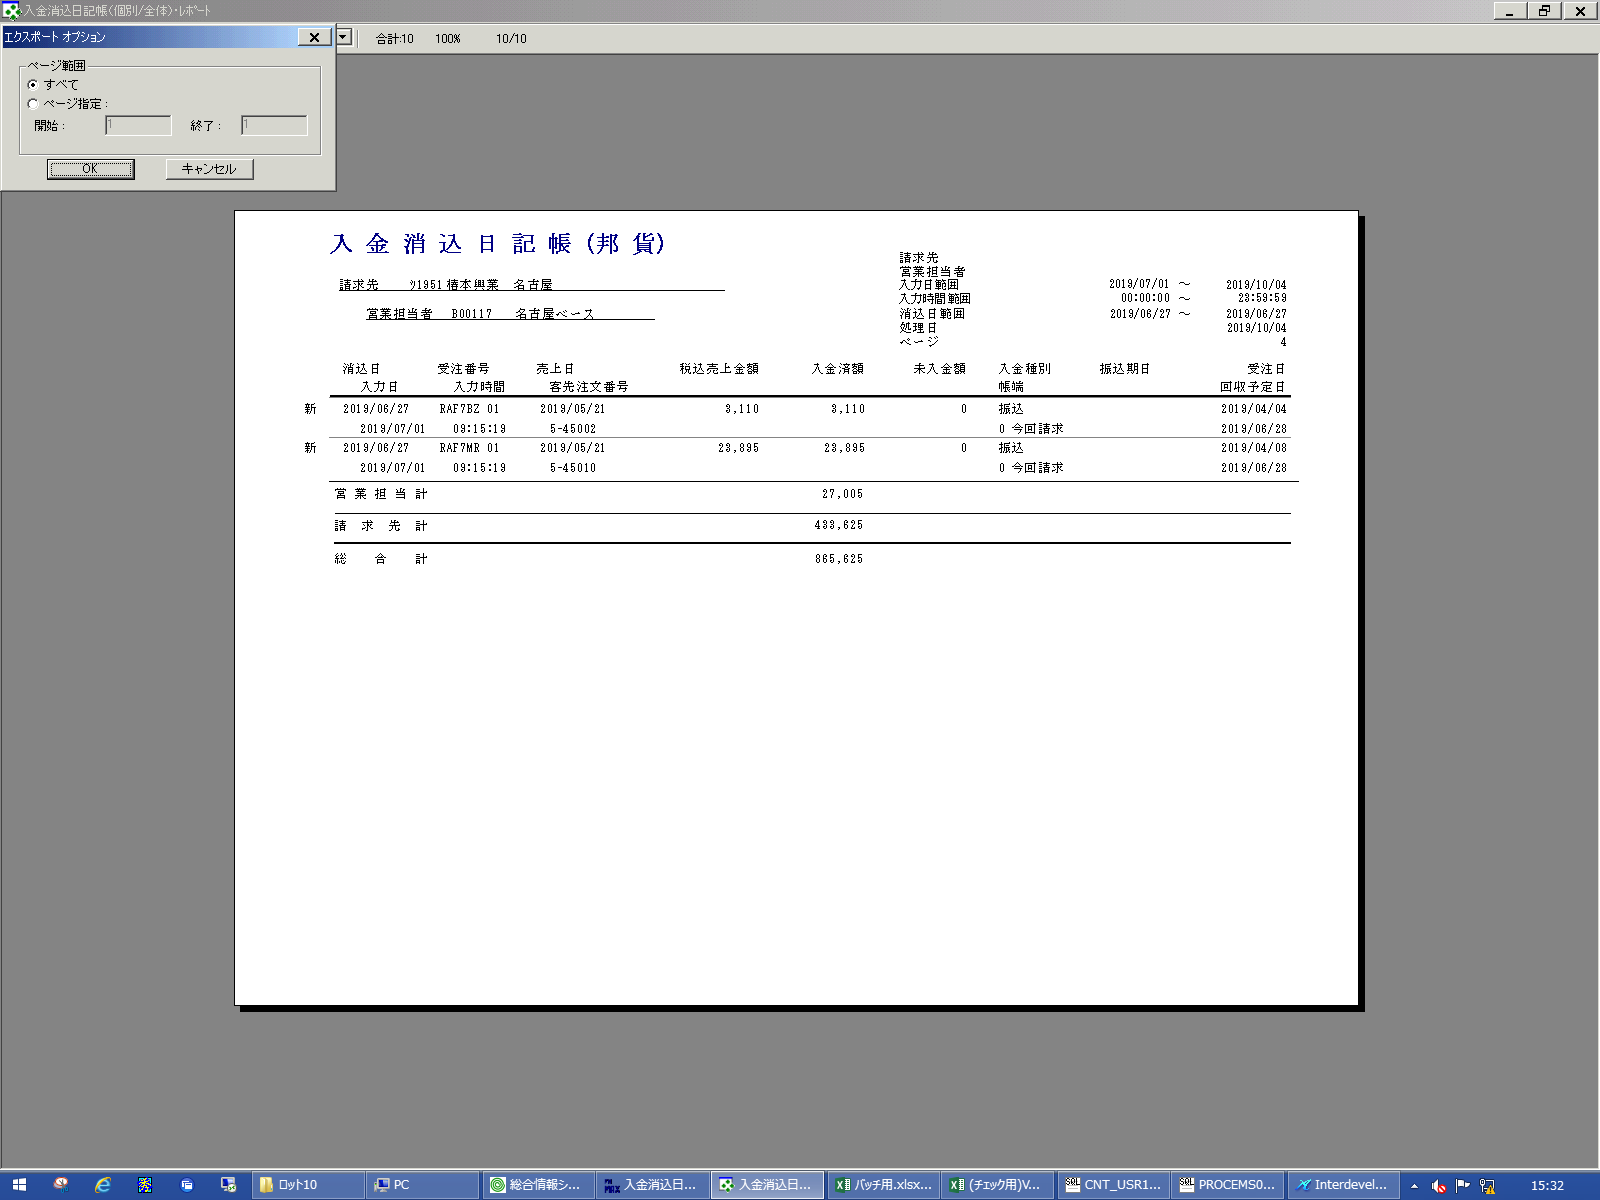 入金消込日記帳(個別/全体)・レポート
エクスポート オプション
合計:10 100% 10/10
ページ範囲
すべて
ページ指定：
開始： 1 終了： 1
OK キャンセル
入金消込日記帳(邦貨)
請求先 ﾂ1951 椿本興業 名古屋
営業担当者 B00117 名古屋ベース
請求先
営業担当者
入力日範囲 2019/07/01 ～ 2019/10/04
入力時間範囲 00:00:00 ～ 23:59:59
消込日範囲 2019/06/27 ～ 2019/06/27
処理日 2019/10/04
ページ 4
消込日 受注番号 売上日 税込売上金額 入金済額 未入金額 入金種別 振込期日 受注日
入力日 入力時間 客先注文番号 帳端 回収予定日
新 2019/06/27 RAF7BZ 01 2019/05/21 3,110 3,110 0 振込 2019/04/04
2019/07/01 09:15:19 5-45002 0 今回請求 2019/06/28
新 2019/06/27 RAF7MR 01 2019/05/21 23,895 23,895 0 振込 2019/04/08
2019/07/01 09:15:19 5-45010 0 今回請求 2019/06/28
営業担当計 27,005
請求先計 433,625
総合計 865,625
ロット10 PC 総合情報シ... 入金消込日... 入金消込日... バッチ用.xlsx... (チェック用)V... CNT_USR1... PROCEMS0... Interdevel... 15:32